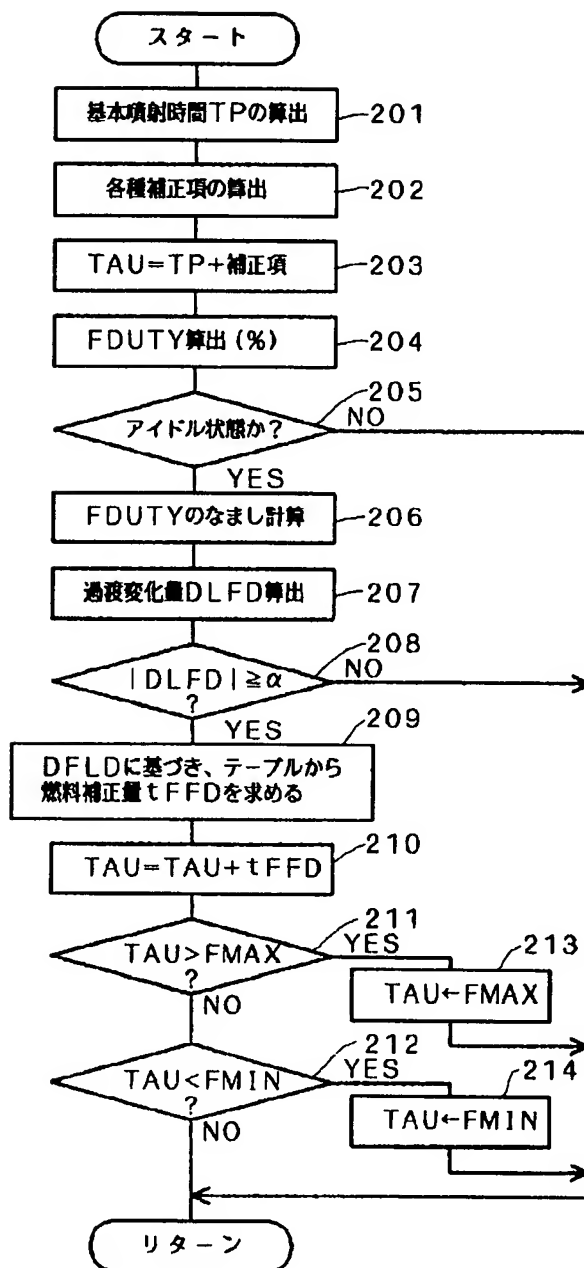 スタート
基本噴射時間TPの算出
201
各種補正項の算出
202
TAU=TP+補正項
203
FDUTY算出(%)
204
205
アイドル状態か?
NO
YES
FDUTYのなまし計算
206
過渡変化量DLFD算出
207
208
|DLFD|≧α
?
NO
YES
209
DFLDに基づき、テーブルから
燃料補正量tFFDを求める
210
TAU=TAU+tFFD
211
TAU>FMAX
?
YES
NO
213
TAU←FMAX
212
TAU<FMIN
?
YES
NO
214
TAU←FMIN
リターン